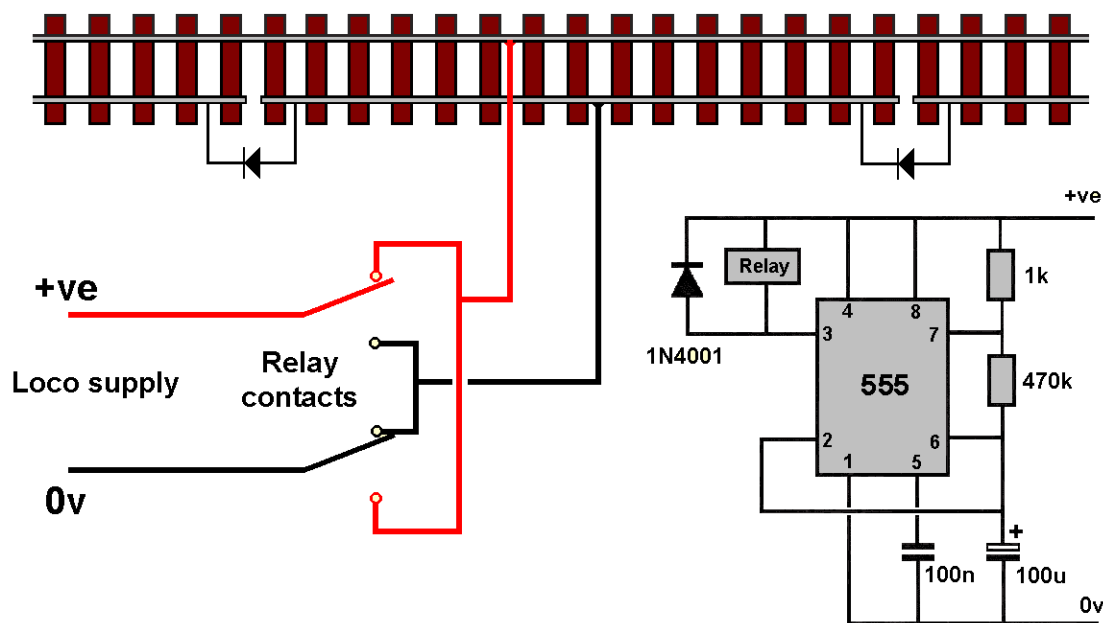 +ve
Relay
1k
+ve
4
8
7
3
1N4001
Loco supply
Relay
contacts
555
470k
2
6
1
5
0v
+
100n
100u
0v